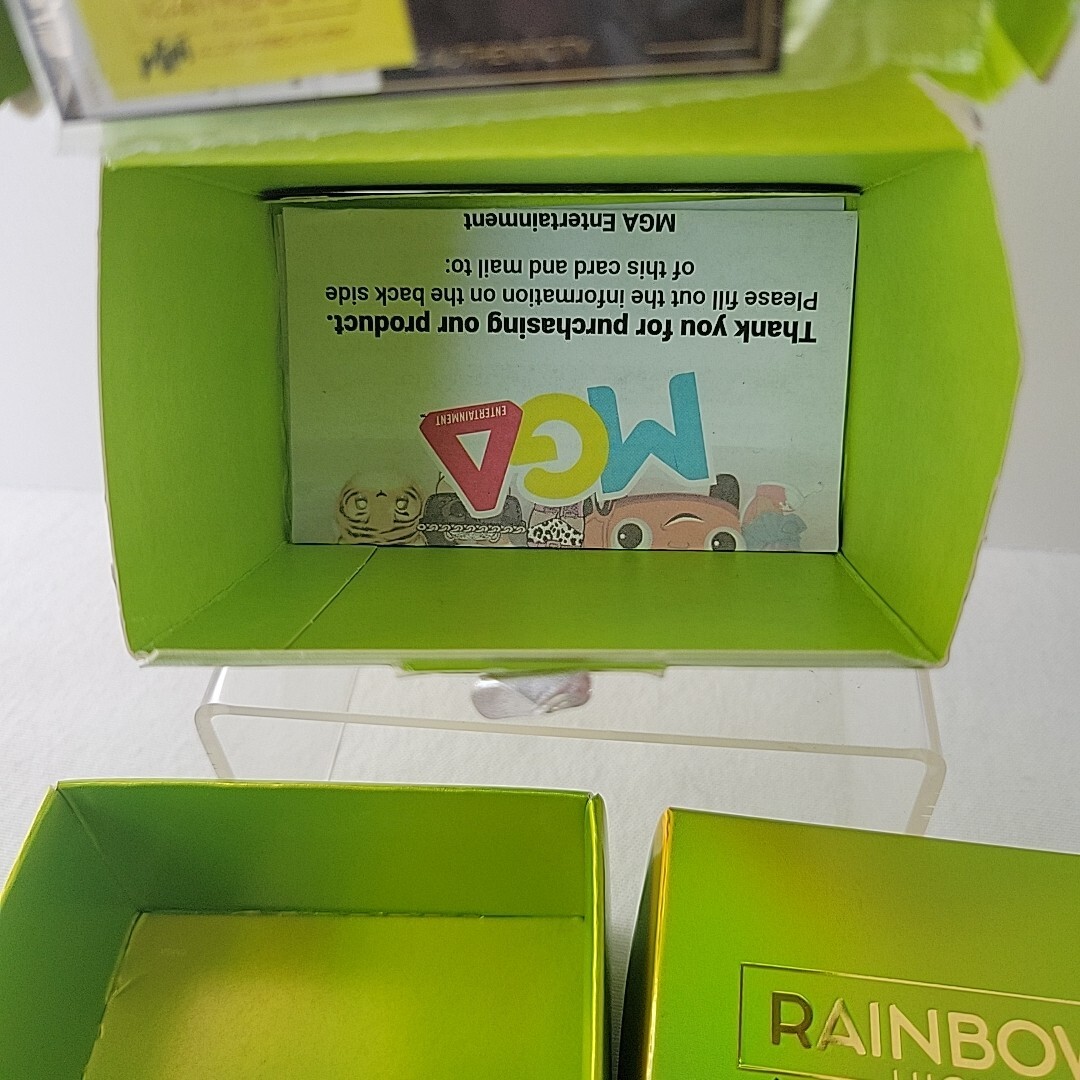 AUTHENTICITY
MGA Entertainment
of this card and mail to:
Please fill out the information on the back side
Thank you for purchasing our product.
MGA
ENTERTAINMENT
RAINBOW